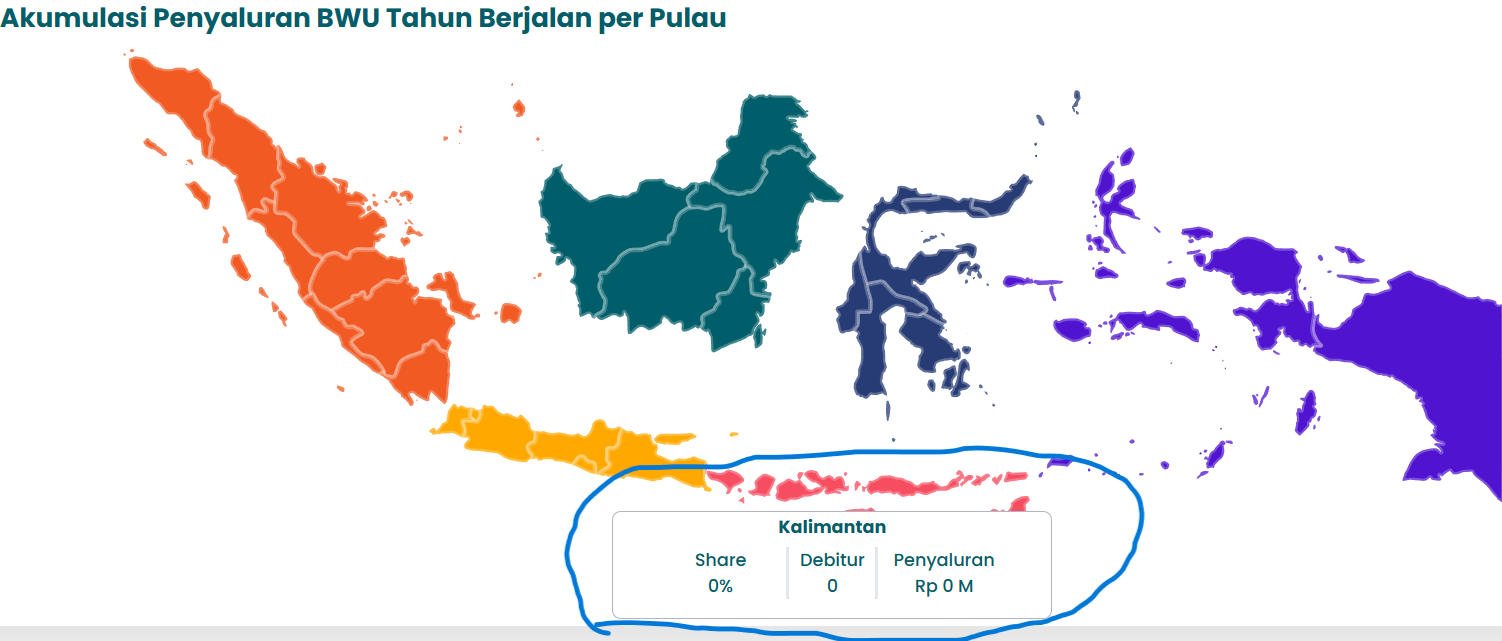 Akumulasi Penyaluran BWU Tahun Berjalan per Pulau
Kalimantan
Share Debitur Penyaluran
0% 0 Rp 0 M